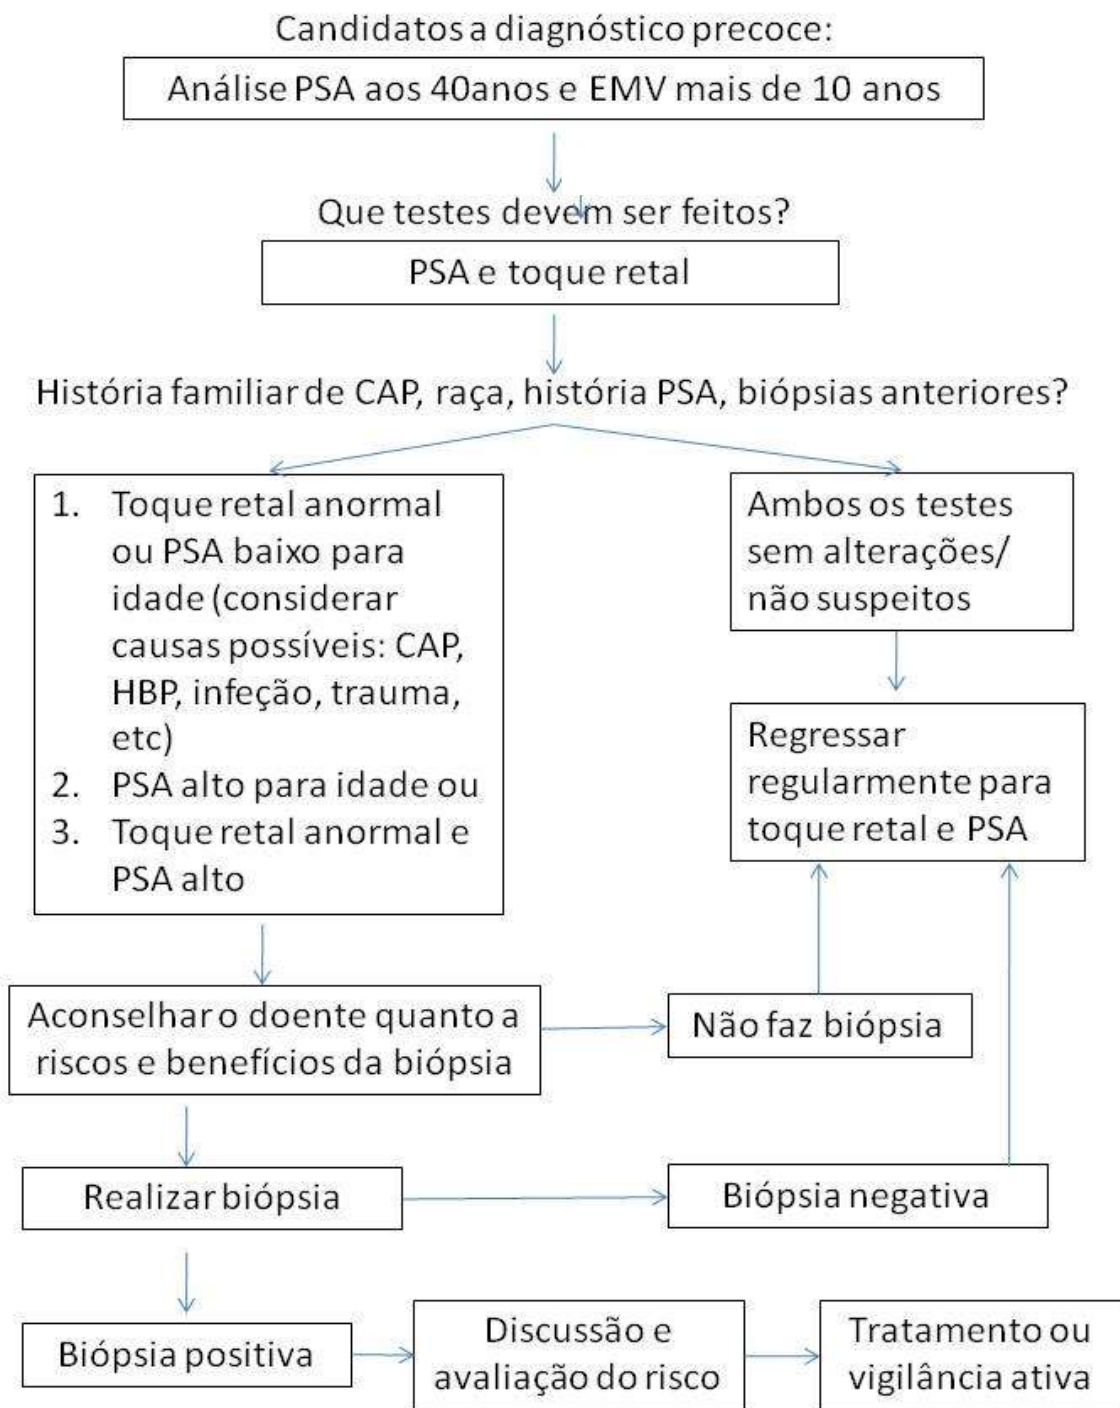 Candidatos a diagnóstico precoce:
Análise PSA aos 40anos e EMV mais de 10 anos
Que testes devem ser feitos?
PSA e toque retal
História familiar de CAP, raça, história PSA, biópsias anteriores?
1. Toque retal anormal
ou PSA baixo para
idade (considerar
causas possíveis: CAP,
HBP, infeção, trauma,
etc)
2. PSA alto para idade ou
3. Toque retal anormal e
PSA alto
Ambos os testes
sem alterações/
não suspeitos
Regressar
regularmente para
toque retal e PSA
Aconselhar o doente quanto a
riscos e benefícios da biópsia
Não faz biópsia
Realizar biópsia
Biópsia negativa
Biópsia positiva
Discussão e
avaliação do risco
Tratamento ou
vigilância ativa